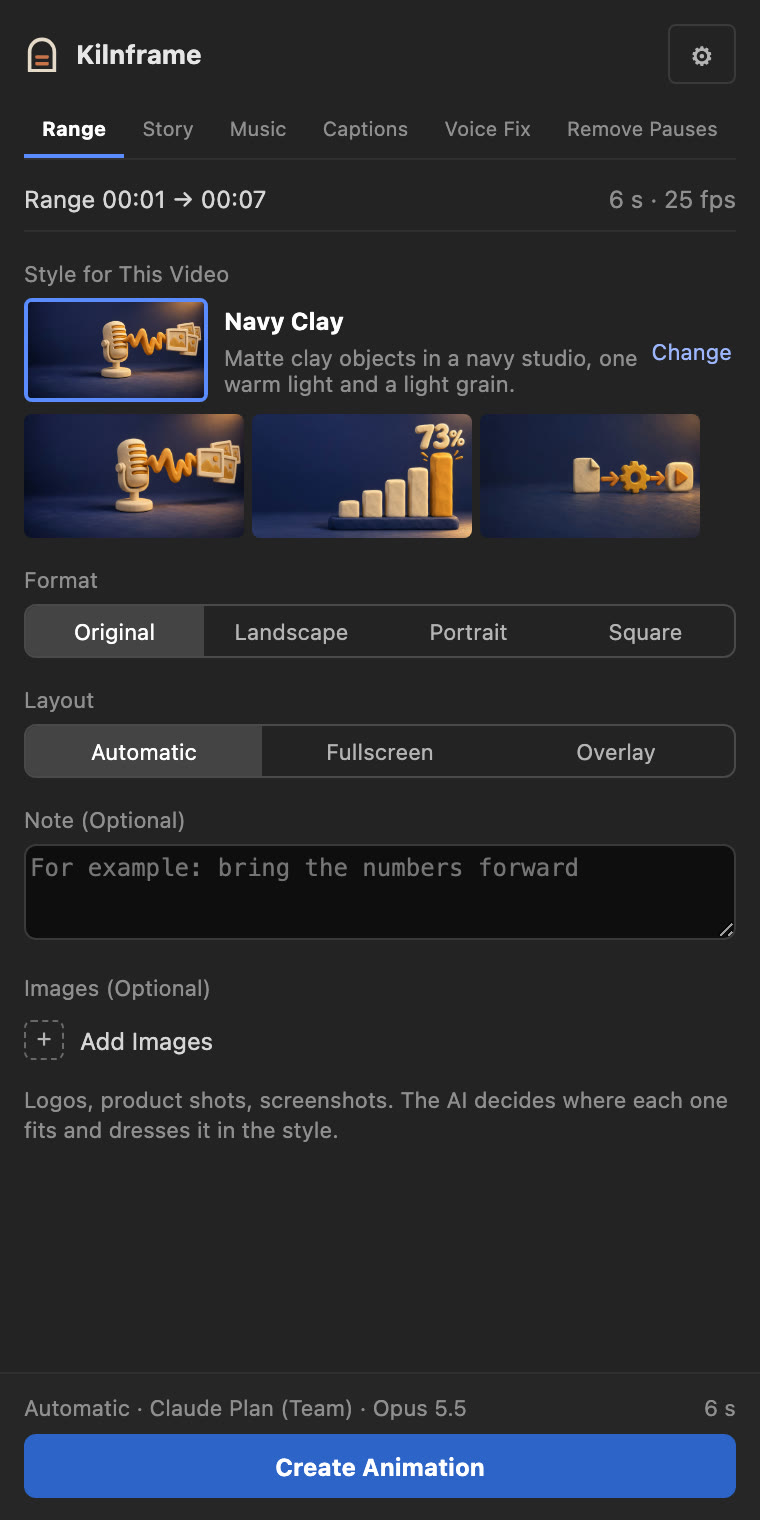 Kilnframe
Range Story Music Captions Voice Fix Remove Pauses
Range 00:01 → 00:07 6 s · 25 fps
Style for This Video
Navy Clay
Matte clay objects in a navy studio, one
warm light and a light grain.
Change
73%
Format
Original Landscape Portrait Square
Layout
Automatic Fullscreen Overlay
Note (Optional)
For example: bring the numbers forward
Images (Optional)
+ Add Images
Logos, product shots, screenshots. The AI decides where each one
fits and dresses it in the style.
Automatic · Claude Plan (Team) · Opus 5.5 6 s
Create Animation